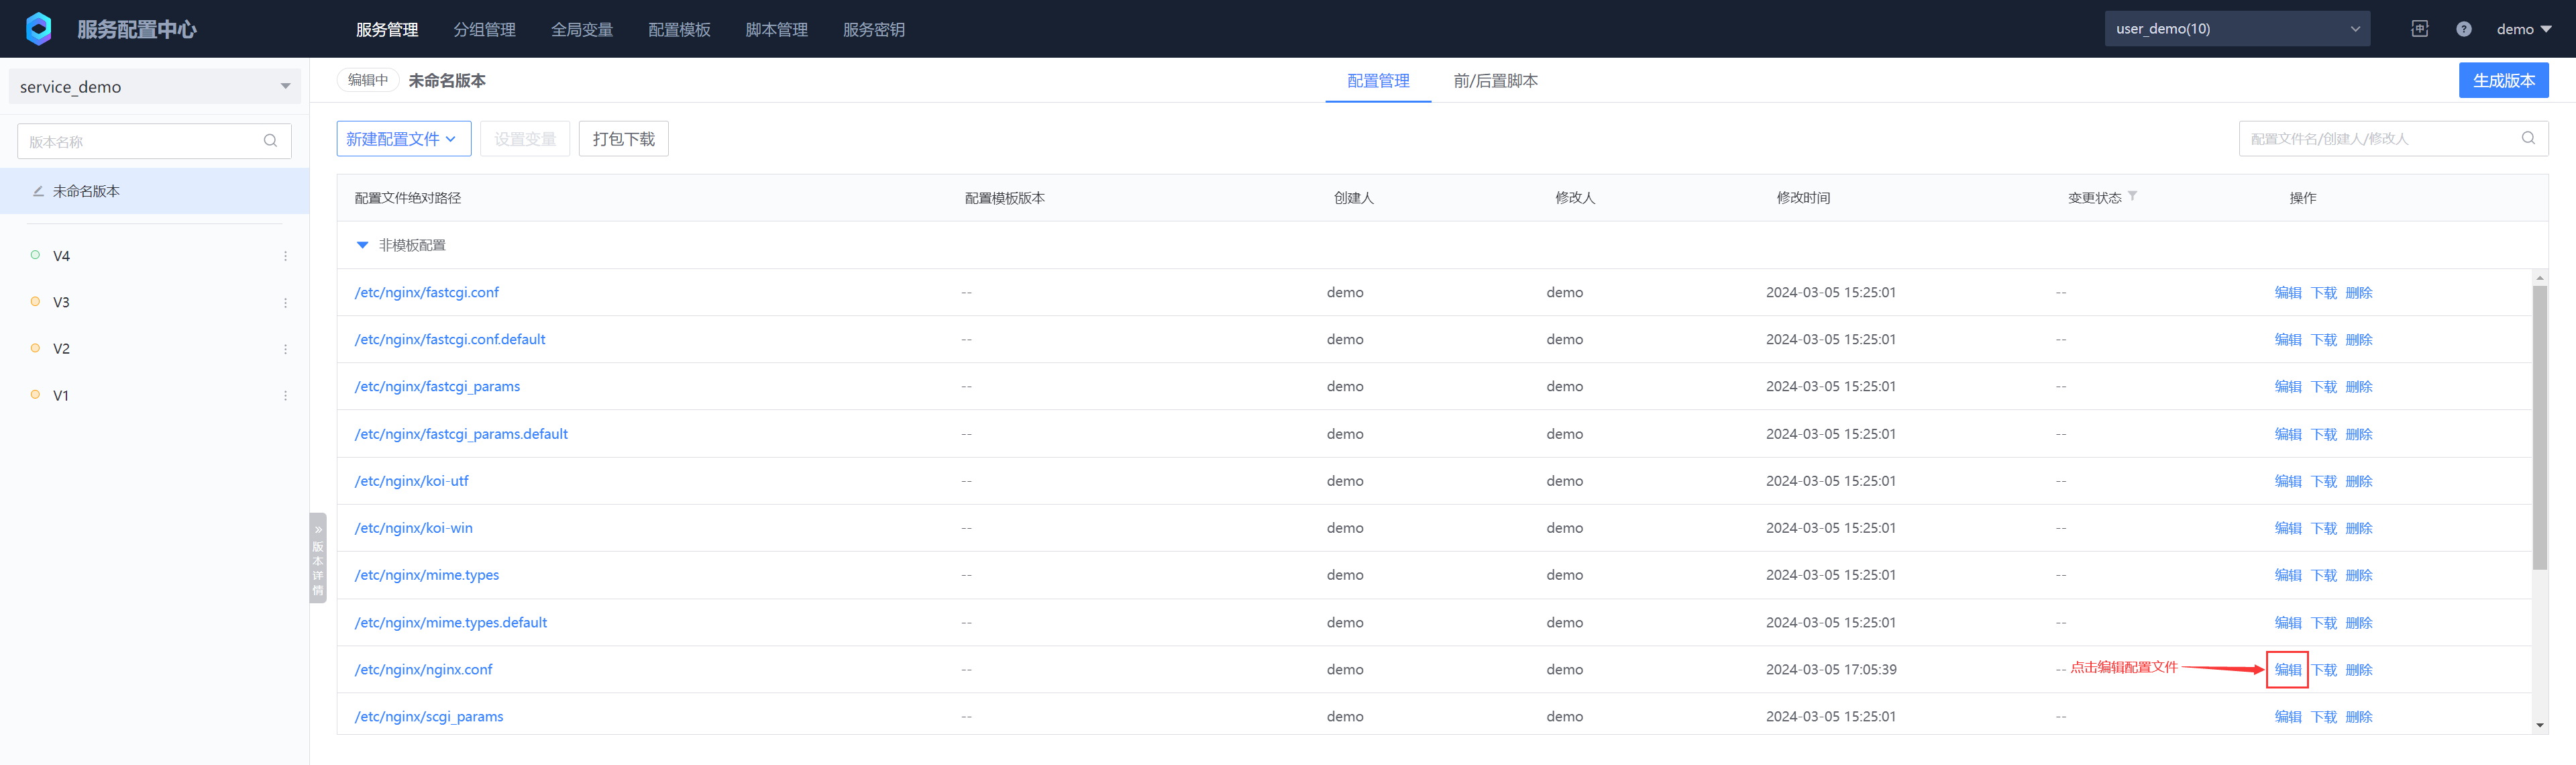 服务配置中心 服务管理 分组管理 全局变量 配置模板 脚本管理 服务密钥 user_demo(10) 中 ? demo
service_demo
编辑中 未命名版本 配置管理 前/后置脚本 生成版本
版本名称
新建配置文件 设置变量 打包下载 配置文件名/创建人/修改人
未命名版本
V4
V3
V2
V1
» 版本详情
配置文件绝对路径 配置模板版本 创建人 修改人 修改时间 变更状态 操作
非模板配置
/etc/nginx/fastcgi.conf -- demo demo 2024-03-05 15:25:01 -- 编辑 下载 删除
/etc/nginx/fastcgi.conf.default -- demo demo 2024-03-05 15:25:01 -- 编辑 下载 删除
/etc/nginx/fastcgi_params -- demo demo 2024-03-05 15:25:01 -- 编辑 下载 删除
/etc/nginx/fastcgi_params.default -- demo demo 2024-03-05 15:25:01 -- 编辑 下载 删除
/etc/nginx/koi-utf -- demo demo 2024-03-05 15:25:01 -- 编辑 下载 删除
/etc/nginx/koi-win -- demo demo 2024-03-05 15:25:01 -- 编辑 下载 删除
/etc/nginx/mime.types -- demo demo 2024-03-05 15:25:01 -- 编辑 下载 删除
/etc/nginx/mime.types.default -- demo demo 2024-03-05 15:25:01 -- 编辑 下载 删除
/etc/nginx/nginx.conf -- demo demo 2024-03-05 17:05:39 -- 点击编辑配置文件 编辑 下载 删除
/etc/nginx/scgi_params -- demo demo 2024-03-05 15:25:01 -- 编辑 下载 删除